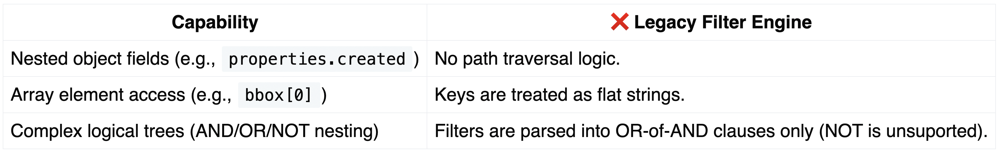 Capability ❌ Legacy Filter Engine
Nested object fields (e.g., properties.created ) No path traversal logic.
Array element access (e.g., bbox[0] ) Keys are treated as flat strings.
Complex logical trees (AND/OR/NOT nesting) Filters are parsed into OR-of-AND clauses only (NOT is unsuported).